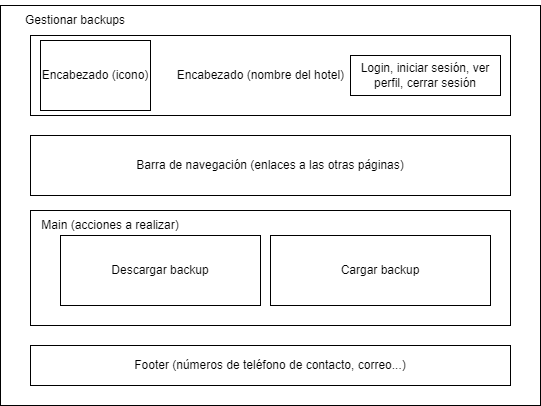 Gestionar backups
Encabezado (icono)
Encabezado (nombre del hotel)
Login, iniciar sesión, ver
perfil, cerrar sesión
Barra de navegación (enlaces a las otras páginas)
Main (acciones a realizar)
Descargar backup
Cargar backup
Footer (números de teléfono de contacto, correo...)